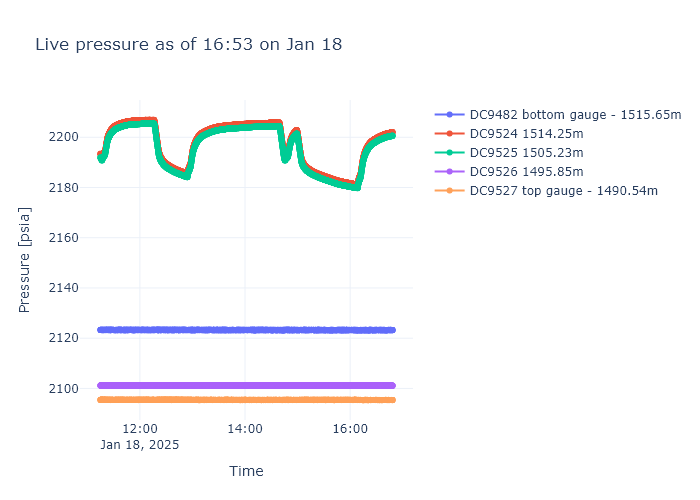 Live pressure as of 16:53 on Jan 18
DC9482 bottom gauge - 1515.65m
DC9524 1514.25m
DC9525 1505.23m
DC9526 1495.85m
DC9527 top gauge - 1490.54m
Pressure [psia]
2200
2180
2160
2140
2120
2100
12:00
14:00
16:00
Jan 18, 2025
Time